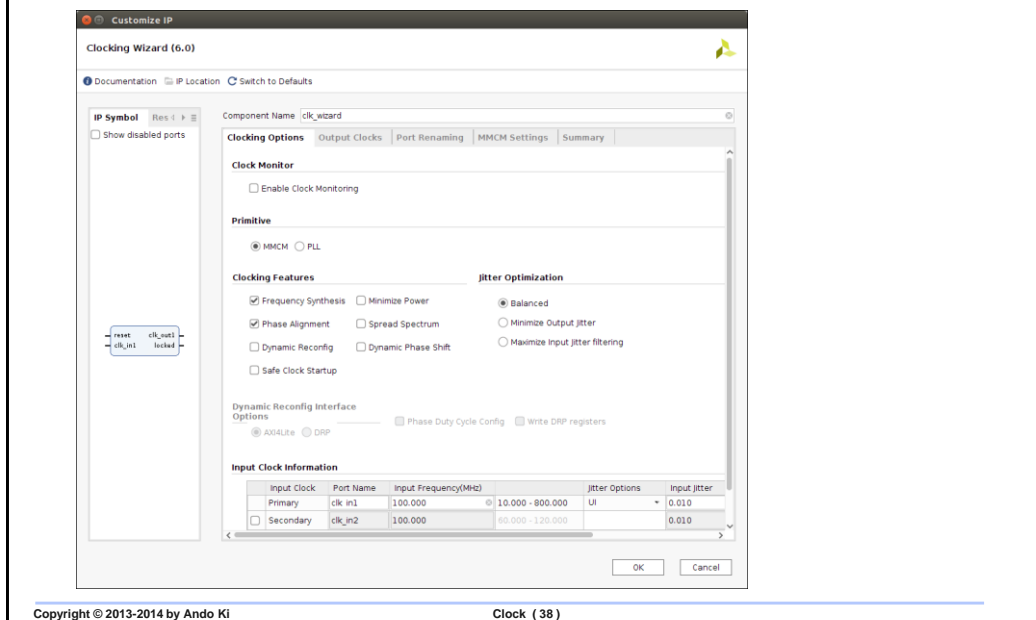 Customize IP
Clocking Wizard (6.0)
Documentation IP Location Switch to Defaults
IP Symbol Res
Show disabled ports
reset clk_out1
clk_in1 locked
Component Name clk_wizard
Clocking Options Output Clocks Port Renaming MMCM Settings Summary
Clock Monitor
Enable Clock Monitoring
Primitive
MMCM PLL
Clocking Features Jitter Optimization
Frequency Synthesis Minimize Power Balanced
Phase Alignment Spread Spectrum Minimize Output Jitter
Dynamic Reconfig Dynamic Phase Shift Maximize Input Jitter filtering
Safe Clock Startup
Dynamic Reconfig Interface
Options Phase Duty Cycle Config Write DRP registers
AXI4Lite DRP
Input Clock Information
Input Clock Port Name Input Frequency(MHz) Jitter Options Input Jitter
Primary clk_in1 100.000 10.000 - 800.000 UI 0.010
Secondary clk_in2 100.000 60.000 - 120.000 0.010
OK Cancel
Copyright © 2013-2014 by Ando Ki Clock ( 38 )